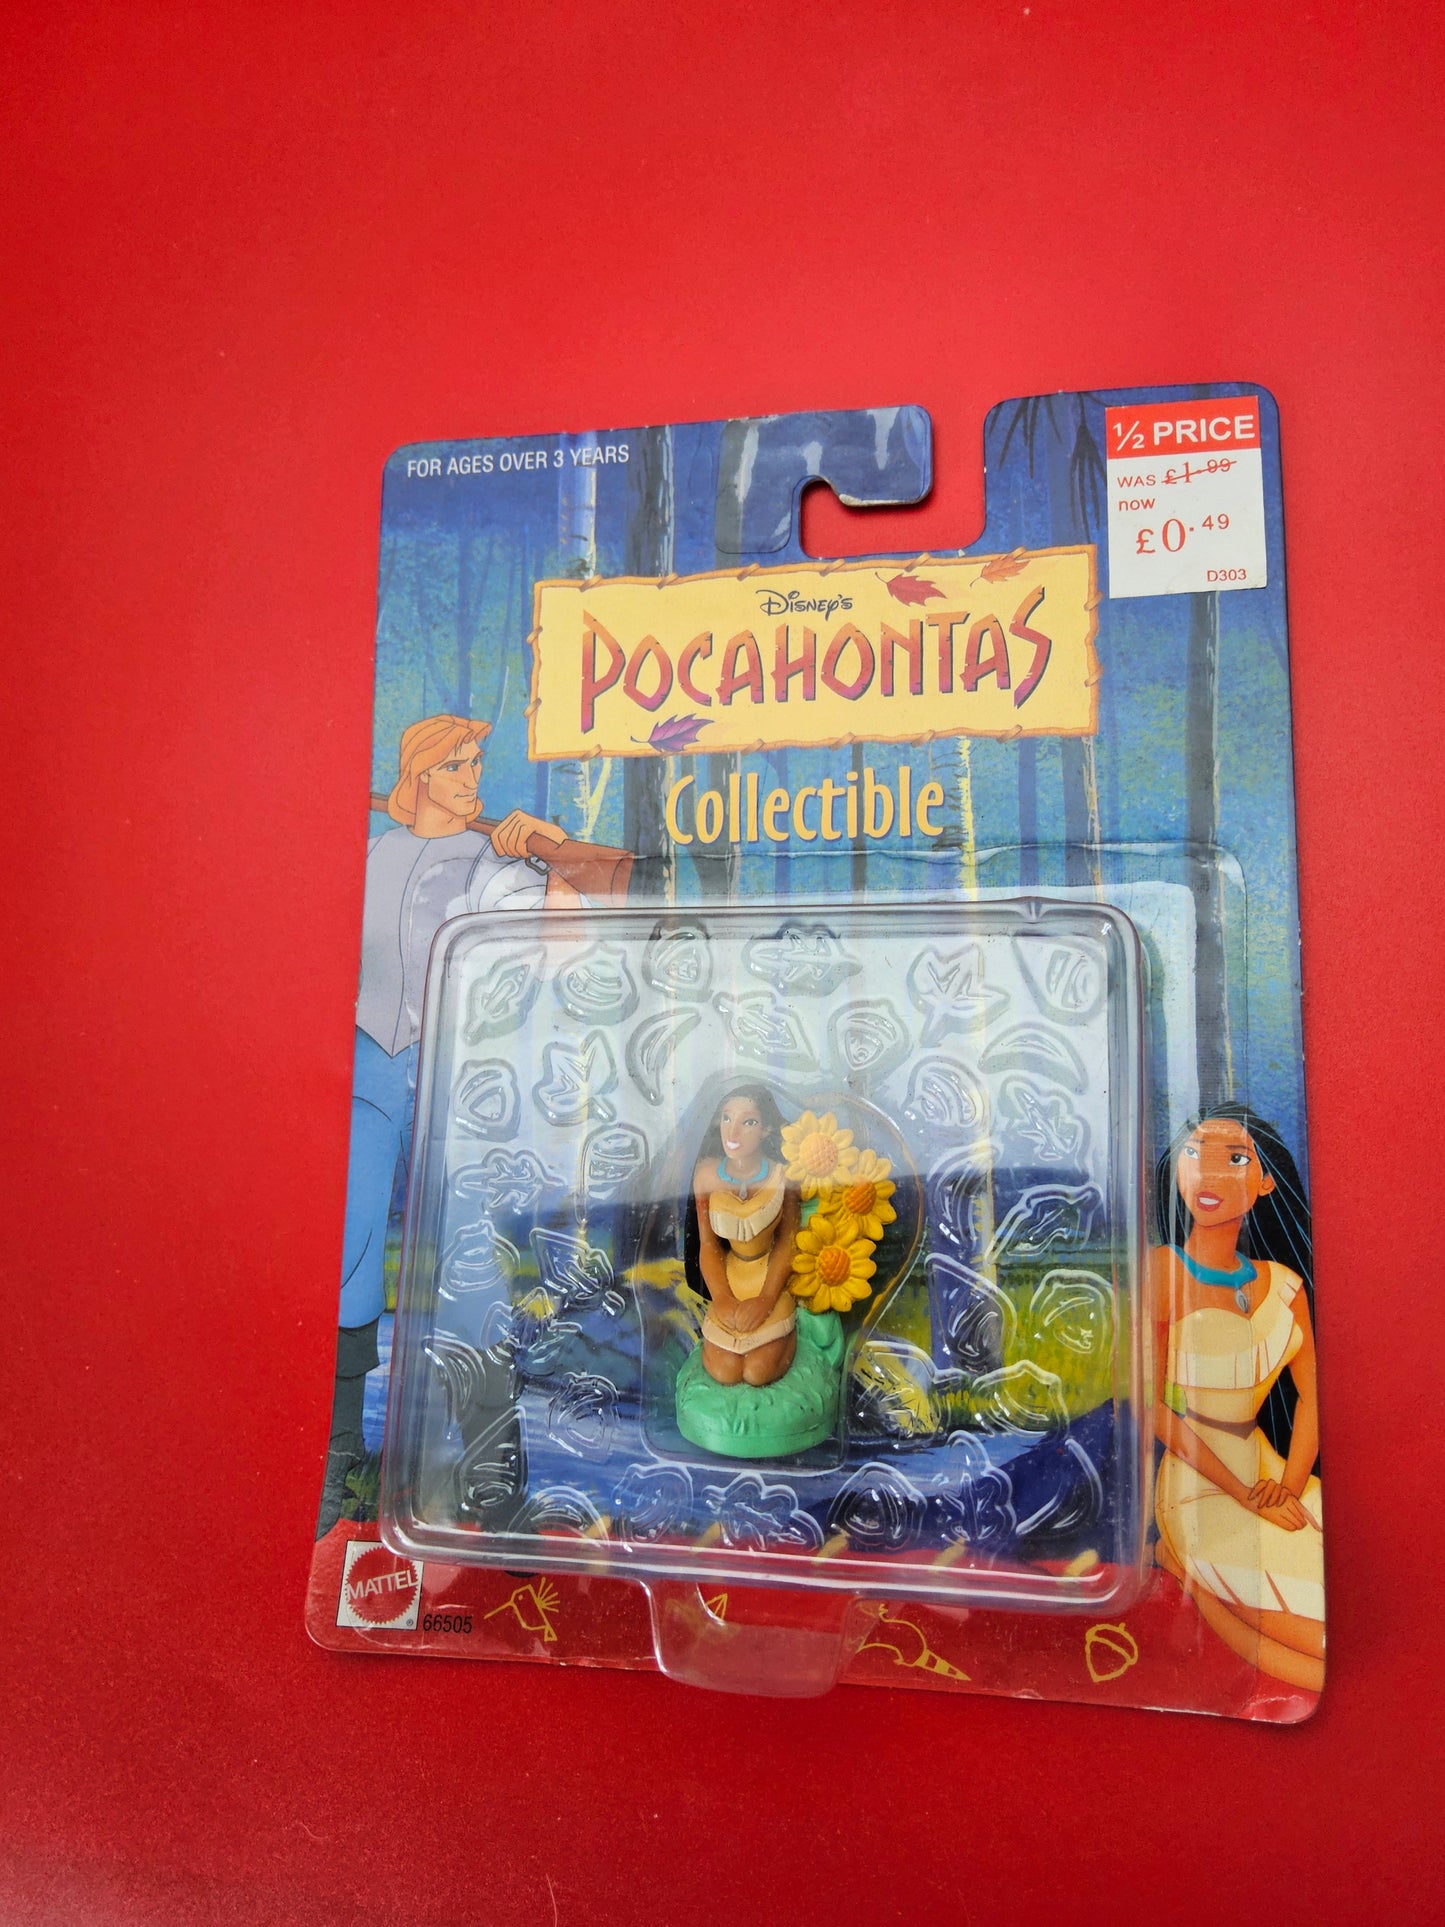 FOR AGES OVER 3 YEARS
1/2 PRICE
WAS £1.99
now
£0.49
D303
DISNEY'S
POCAHONTAS
Collectible
MATTEL
®
66505